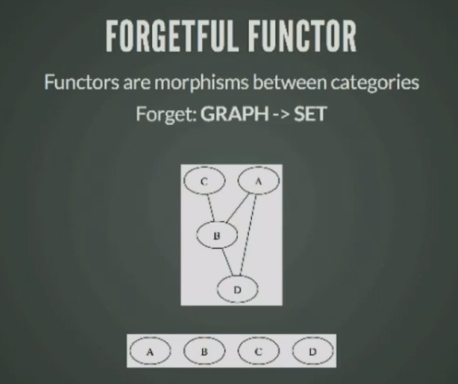 FORGETFUL FUNCTOR
Functors are morphisms between categories
Forget: GRAPH -> SET
C A
B
D
A B C D